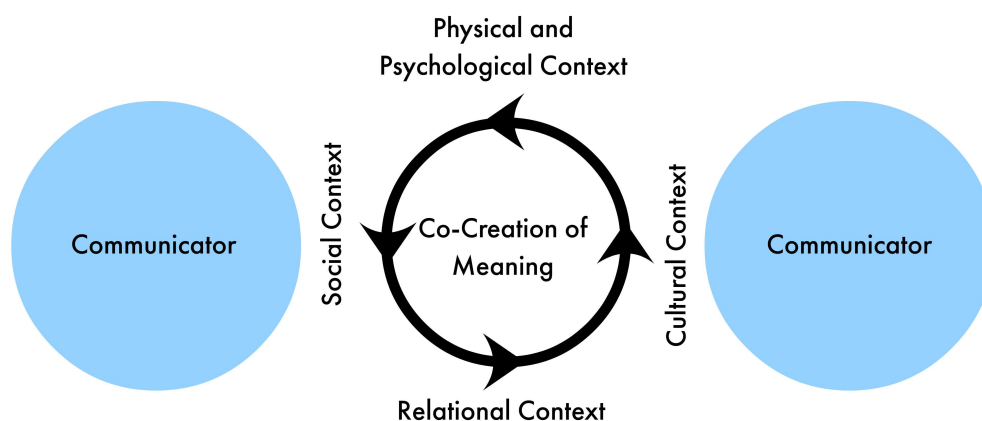 Physical and
Psychological Context
Communicator
Social Context
Co-Creation of
Meaning
Cultural Context
Communicator
Relational Context